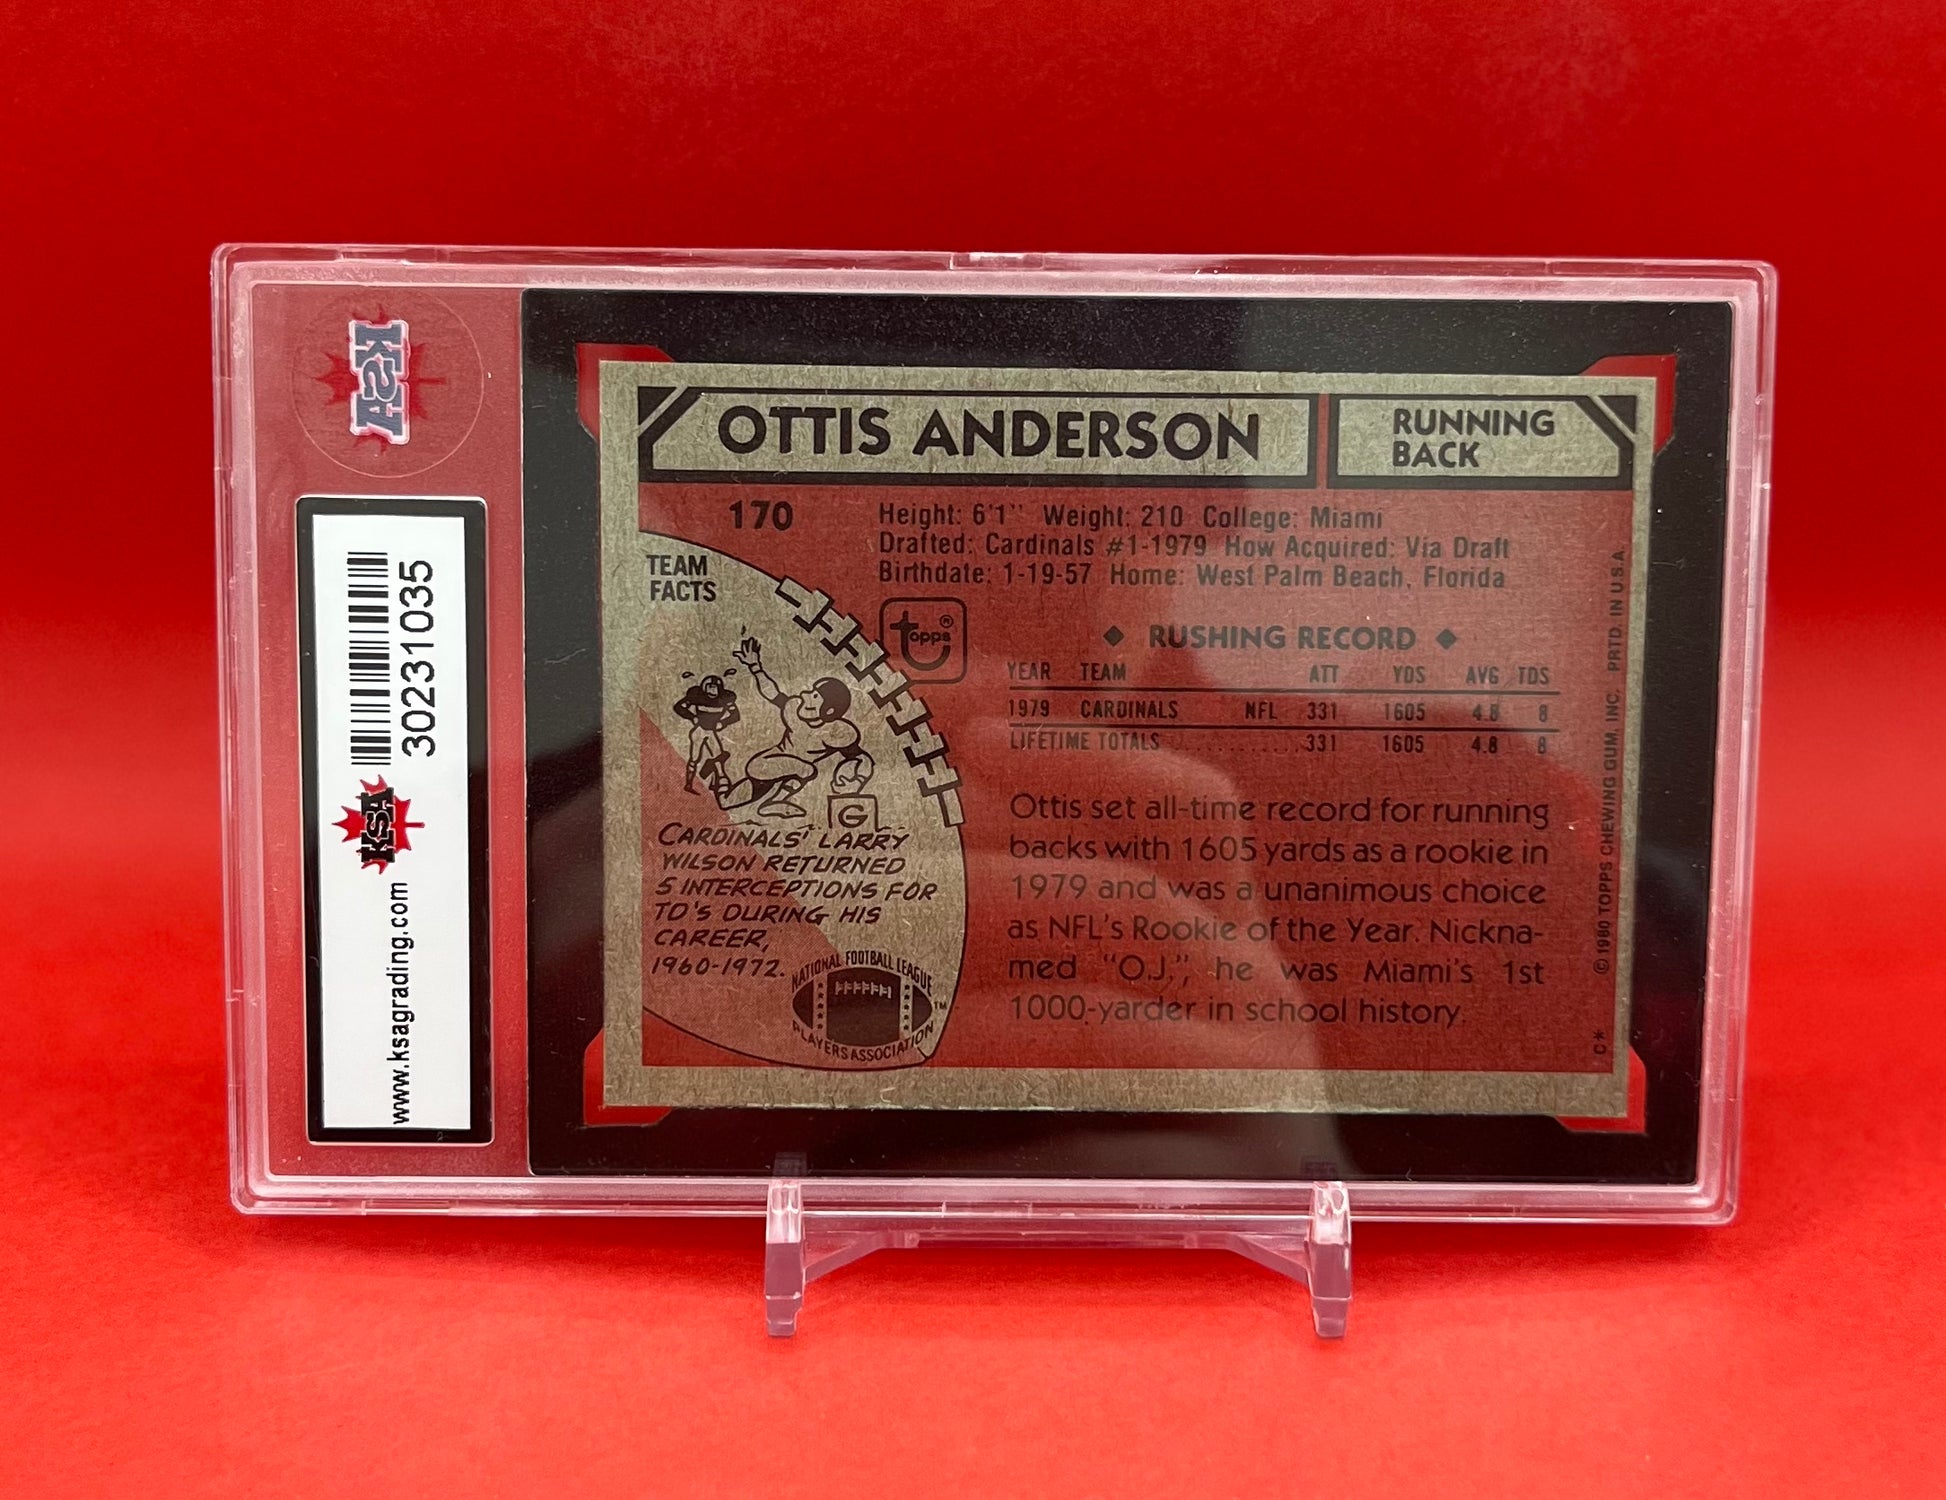 KSA
30231035
KSA
www.ksagrading.com
OTTIS ANDERSON
RUNNING
BACK
170
Height: 6'1" Weight: 210 College: Miami
Drafted: Cardinals #1-1979 How Acquired: Via Draft
Birthdate: 1-19-57 Home: West Palm Beach, Florida
TEAM
FACTS
topps®
◆ RUSHING RECORD ◆
YEAR TEAM ATT YDS AVG TDS
1979 CARDINALS NFL 331 1605 4.8 8
LIFETIME TOTALS ............ 331 1605 4.8 8
G
CARDINALS' LARRY
WILSON RETURNED
5 INTERCEPTIONS FOR
TD'S DURING HIS
CAREER,
1960-1972.
NATIONAL FOOTBALL LEAGUE
PLAYERS ASSOCIATION
™
Ottis set all-time record for running
backs with 1605 yards as a rookie in
1979 and was a unanimous choice
as NFL's Rookie of the Year. Nickna-
med "O.J.", he was Miami's 1st
1000-yarder in school history.
C* © 1980 TOPPS CHEWING GUM, INC. PRTD. IN U.S.A.